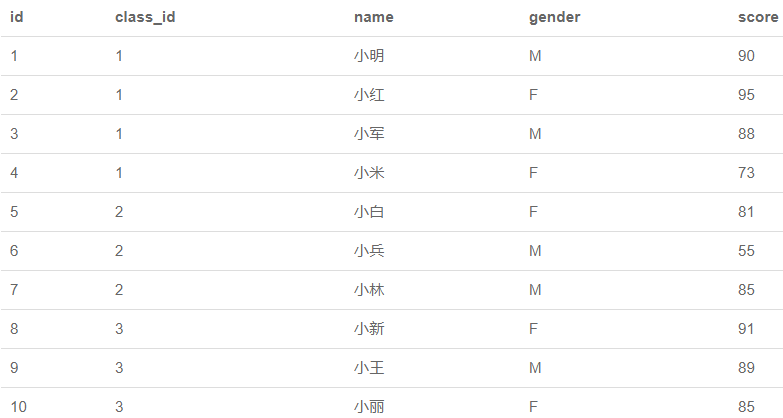 id class_id name gender score
1 1 小明 M 90
2 1 小红 F 95
3 1 小军 M 88
4 1 小米 F 73
5 2 小白 F 81
6 2 小兵 M 55
7 2 小林 M 85
8 3 小新 F 91
9 3 小王 M 89
10 3 小丽 F 85